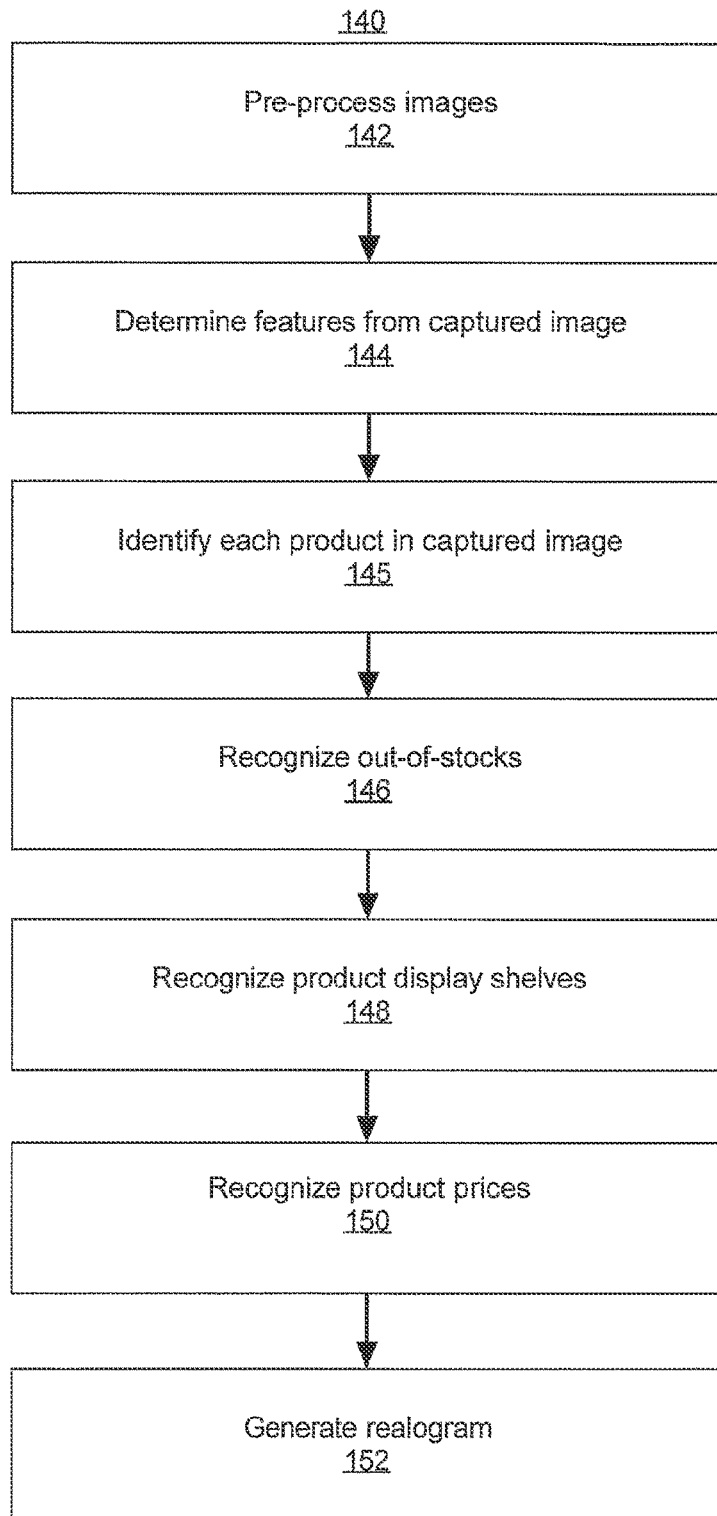 140
Pre-process images
142
Determine features from captured image
144
Identify each product in captured image
145
Recognize out-of-stocks
146
Recognize product display shelves
148
Recognize product prices
150
Generate realogram
152